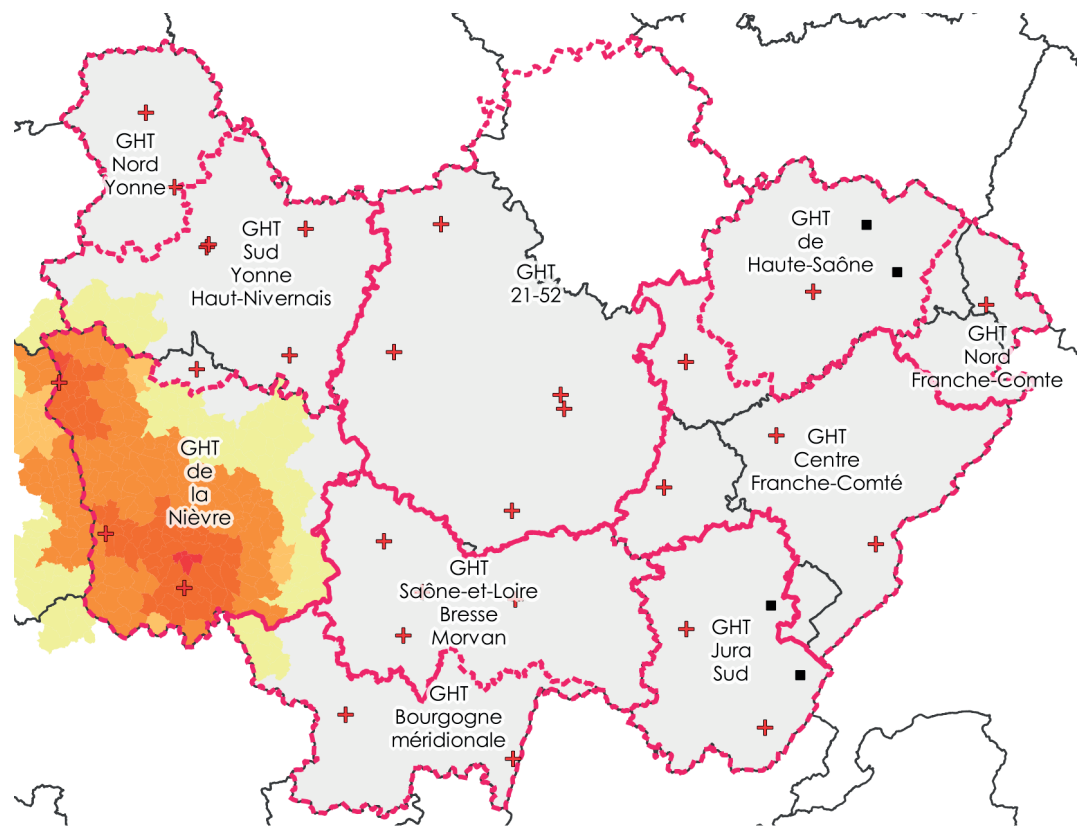 GHT
Nord
Yonne
GHT
Sud
Yonne
Haut-Nivernais
GHT
21-52
GHT
de
Haute-Saône
GHT
Nord
Franche-Comte
GHT
de
la
Nièvre
GHT
Centre
Franche-Comté
GHT
Saône-et-Loire
Bresse
Morvan
GHT
Jura
Sud
GHT
Bourgogne
méridionale